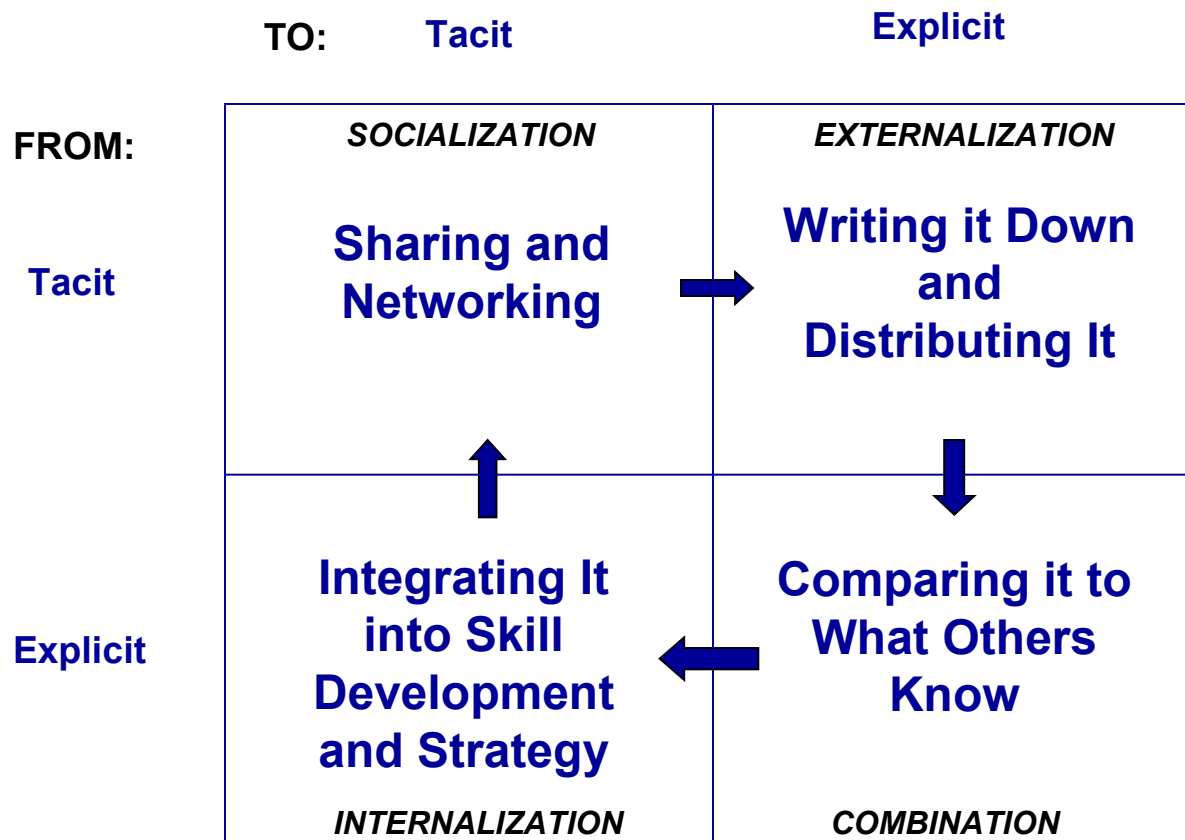 TO: Tacit Explicit
FROM:
SOCIALIZATION
EXTERNALIZATION
Tacit
Sharing and
Networking
Writing it Down
and
Distributing It
Explicit
Integrating It
into Skill
Development
and Strategy
Comparing it to
What Others
Know
INTERNALIZATION
COMBINATION